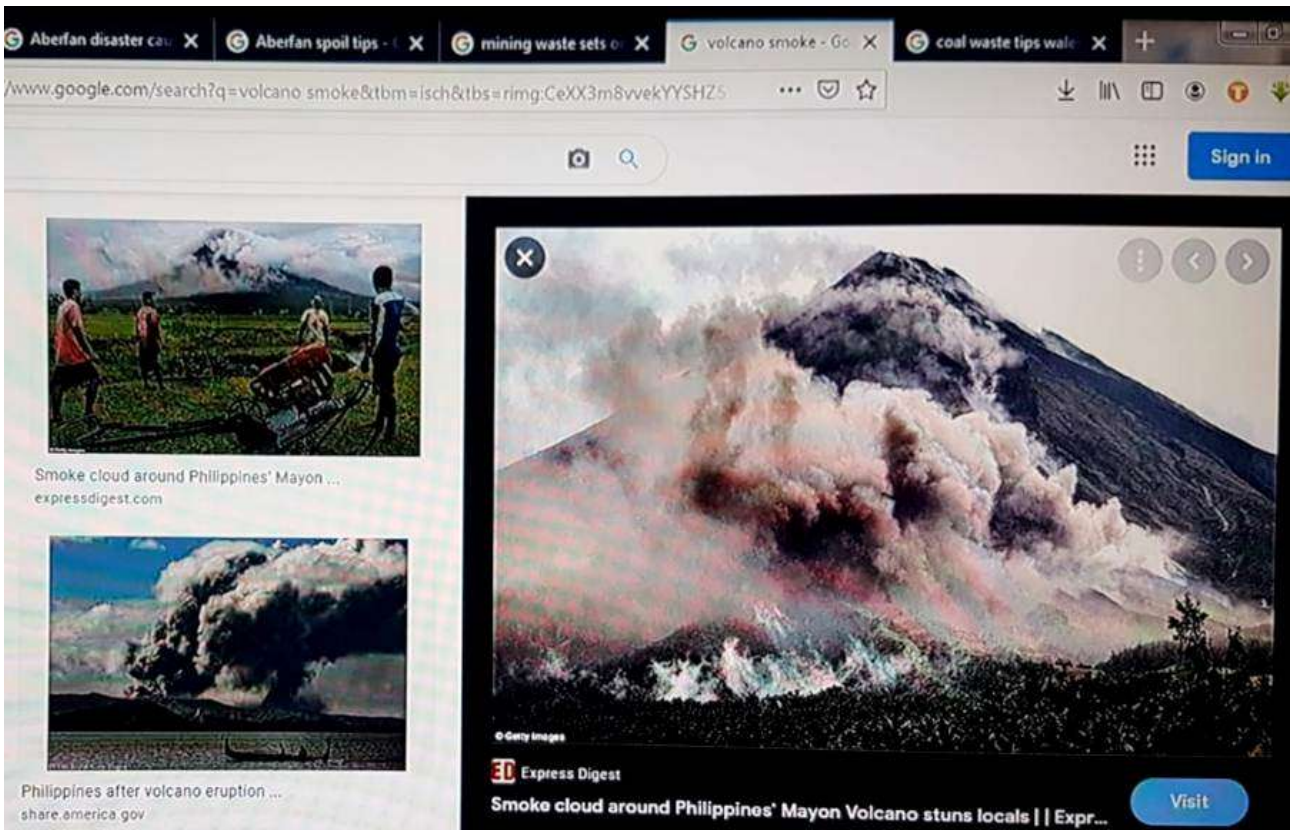 Aberfan disaster cau
Aberfan spoil tips -
mining waste sets o
volcano smoke - Go
coal waste tips wale
/www.google.com/search?q=volcano smoke&tbm=isch&tbs=rimg:CeXX3m8vvekYYSHZ5
Sign in
Smoke cloud around Philippines' Mayon ...
expressdigest.com
Philippines after volcano eruption ...
share.america.gov
© Getty Images
ED Express Digest
Smoke cloud around Philippines' Mayon Volcano stuns locals | | Expr...
Visit